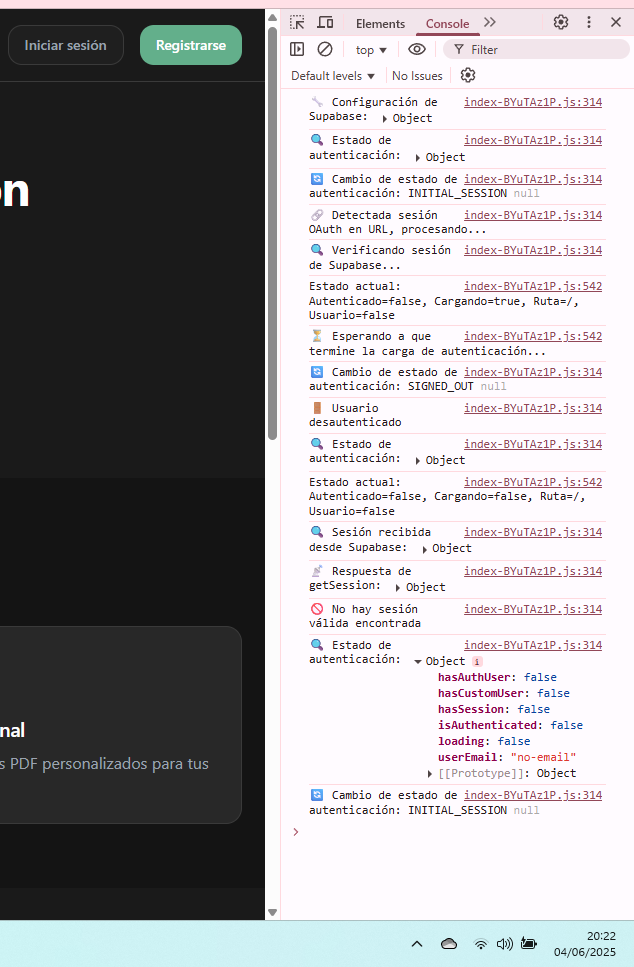 Iniciar sesión
Registrarse
ón
nal
s PDF personalizados para tus
Elements
Console
top
Filter
Default levels
No Issues
Configuración de index-BYuTAz1P.js:314
Supabase: Object
Estado de index-BYuTAz1P.js:314
autenticación: Object
Cambio de estado de index-BYuTAz1P.js:314
autenticación: INITIAL_SESSION null
Detectada sesión index-BYuTAz1P.js:314
OAuth en URL, procesando...
Verificando sesión index-BYuTAz1P.js:314
de Supabase...
Estado actual: index-BYuTAz1P.js:542
Autenticado=false, Cargando=true, Ruta=/,
Usuario=false
Esperando a que index-BYuTAz1P.js:542
termine la carga de autenticación...
Cambio de estado de index-BYuTAz1P.js:314
autenticación: SIGNED_OUT null
Usuario index-BYuTAz1P.js:314
desautenticado
Estado de index-BYuTAz1P.js:314
autenticación: Object
Estado actual: index-BYuTAz1P.js:542
Autenticado=false, Cargando=false, Ruta=/,
Usuario=false
Sesión recibida index-BYuTAz1P.js:314
desde Supabase: Object
Respuesta de index-BYuTAz1P.js:314
getSession: Object
No hay sesión index-BYuTAz1P.js:314
válida encontrada
Estado de index-BYuTAz1P.js:314
autenticación: Object i
hasAuthUser: false
hasCustomUser: false
hasSession: false
isAuthenticated: false
loading: false
userEmail: "no-email"
[[Prototype]]: Object
Cambio de estado de index-BYuTAz1P.js:314
autenticación: INITIAL_SESSION null
20:22
04/06/2025